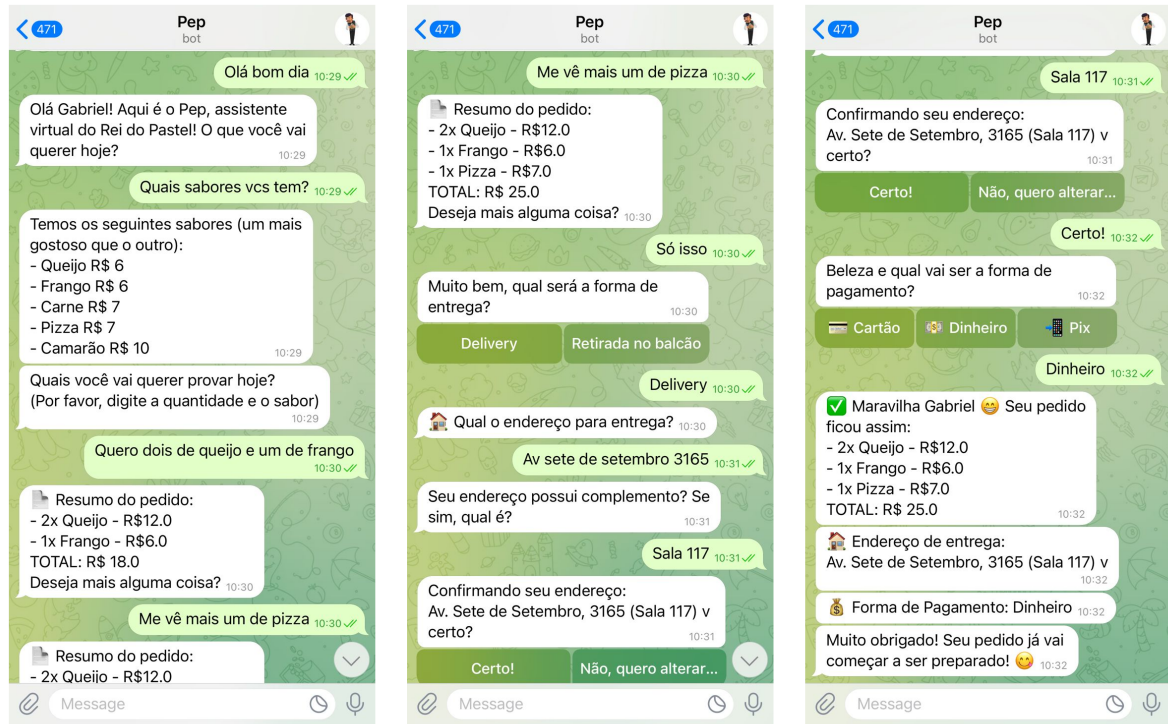 471
Pep
bot
Olá bom dia 10:29
Olá Gabriel! Aqui é o Pep, assistente
virtual do Rei do Pastel! O que você vai
querer hoje?
10:29
Quais sabores vcs tem? 10:29
Temos os seguintes sabores (um mais
gostoso que o outro):
- Queijo R$ 6
- Frango R$ 6
- Carne R$ 7
- Pizza R$ 7
- Camarão R$ 10
10:29
Quais você vai querer provar hoje?
(Por favor, digite a quantidade e o sabor)
10:29
Quero dois de queijo e um de frango
10:30
Resumo do pedido:
- 2x Queijo - R$12.0
- 1x Frango - R$6.0
TOTAL: R$ 18.0
Deseja mais alguma coisa? 10:30
Me vê mais um de pizza 10:30
Resumo do pedido:
- 2x Queijo - R$12.0
Message
471
Pep
bot
Me vê mais um de pizza 10:30
Resumo do pedido:
- 2x Queijo - R$12.0
- 1x Frango - R$6.0
- 1x Pizza - R$7.0
TOTAL: R$ 25.0
Deseja mais alguma coisa? 10:30
Só isso 10:30
Muito bem, qual será a forma de
entrega?
10:30
Delivery
Retirada no balcão
Delivery 10:30
Qual o endereço para entrega? 10:30
Av sete de setembro 3165 10:31
Seu endereço possui complemento? Se
sim, qual é?
10:31
Sala 117 10:31
Confirmando seu endereço:
Av. Sete de Setembro, 3165 (Sala 117) v
certo?
10:31
Certo!
Não, quero alterar...
Message
471
Pep
bot
Sala 117 10:31
Confirmando seu endereço:
Av. Sete de Setembro, 3165 (Sala 117) v
certo?
10:31
Certo!
Não, quero alterar...
Certo! 10:32
Beleza e qual vai ser a forma de
pagamento?
10:32
Cartão
Dinheiro
Pix
Dinheiro 10:32
Maravilha Gabriel 😁 Seu pedido
ficou assim:
- 2x Queijo - R$12.0
- 1x Frango - R$6.0
- 1x Pizza - R$7.0
TOTAL: R$ 25.0
10:32
Endereço de entrega:
Av. Sete de Setembro, 3165 (Sala 117) v
10:32
Forma de Pagamento: Dinheiro 10:32
Muito obrigado! Seu pedido já vai
começar a ser preparado! 😋 10:32
Message